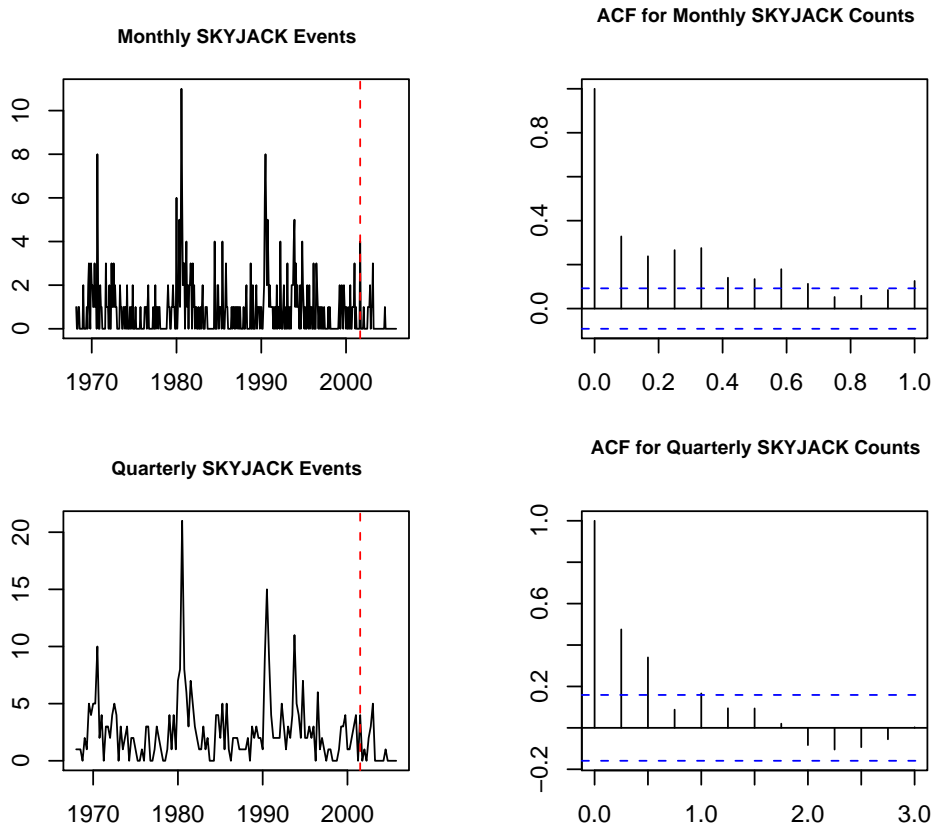 Monthly SKYJACK Events
0 2 4 6 8 10
1970 1980 1990 2000
ACF for Monthly SKYJACK Counts
0.0 0.4 0.8
0.0 0.2 0.4 0.6 0.8 1.0
Quarterly SKYJACK Events
0 5 10 15 20
1970 1980 1990 2000
ACF for Quarterly SKYJACK Counts
−0.2 0.2 0.6 1.0
0.0 1.0 2.0 3.0